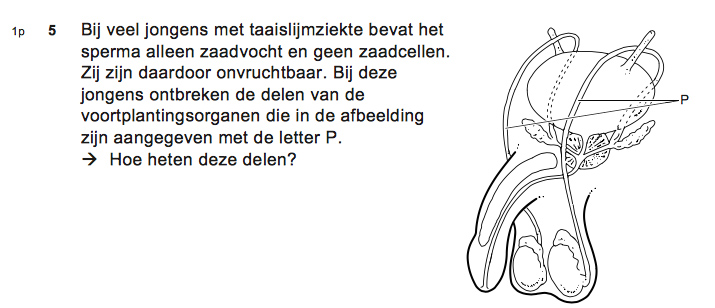 1p 5 Bij veel jongens met taaislijmziekte bevat het
sperma alleen zaadvocht en geen zaadcellen.
Zij zijn daardoor onvruchtbaar. Bij deze
jongens ontbreken de delen van de
voortplantingsorganen die in de afbeelding
zijn aangegeven met de letter P.
→ Hoe heten deze delen?
P